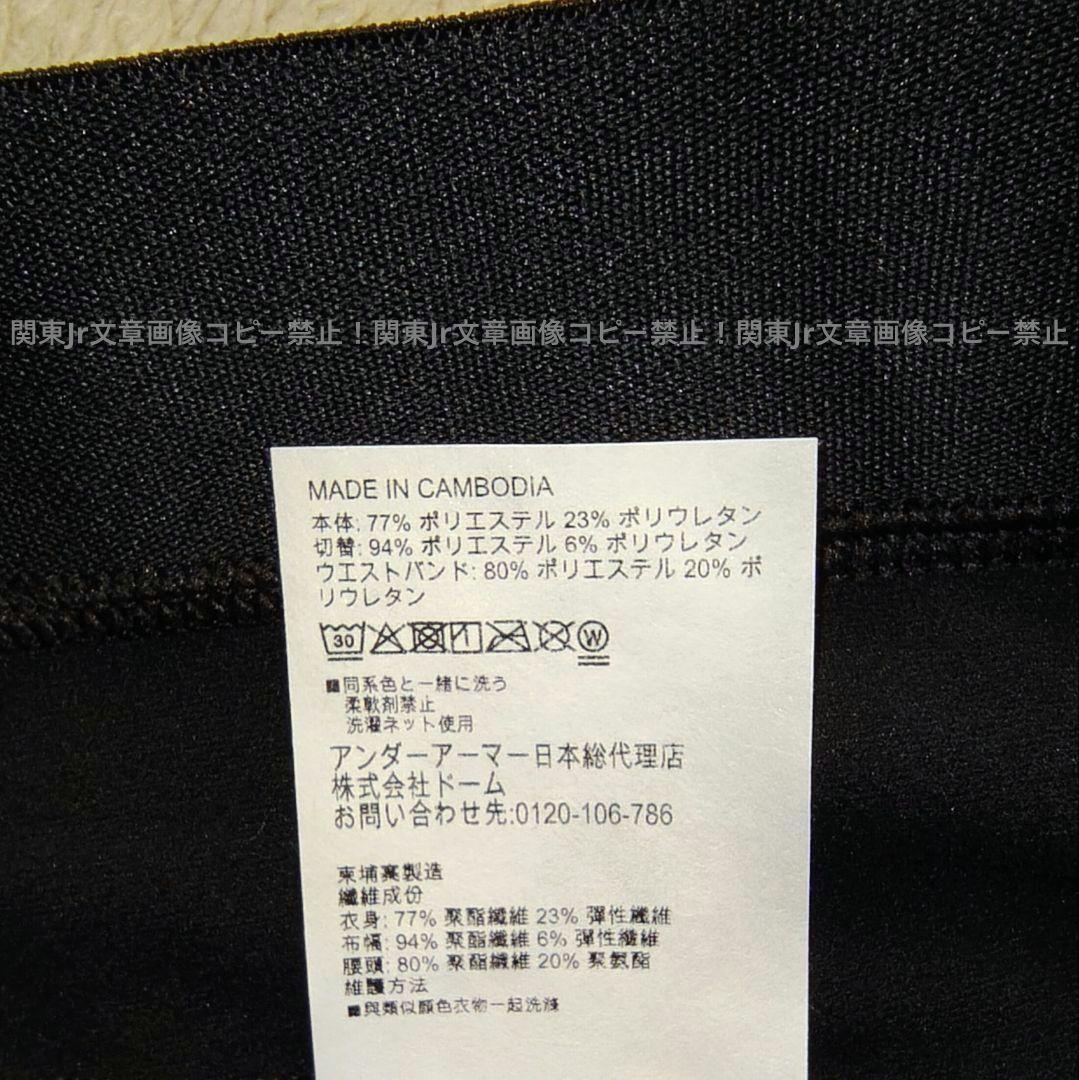 関東Jr文章画像コピー禁止！関東Jr文章画像コピー禁止！関東Jr文章画像コピー禁止
MADE IN CAMBODiA
本体: 77% ポリエステル 23% ポリウレタン
切替: 94% ポリエステル 6% ポリウレタン
ウエストバンド: 80% ポリエステル 20% ポ
リウレタン
30 W
■同系色と一緒に洗う
柔軟剤禁止
洗濯ネット使用
アンダーアーマー日本総代理店
株式会社ドーム
お問い合わせ先:0120-106-786
柬埔寨製造
纖維成份
衣身: 77% 聚酯纖維 23% 彈性纖維
布幅: 94% 聚酯纖維 6% 彈性纖維
腰頭: 80% 聚酯纖維 20% 聚氨酯
維護方法
■與類似顏色衣物一起洗滌